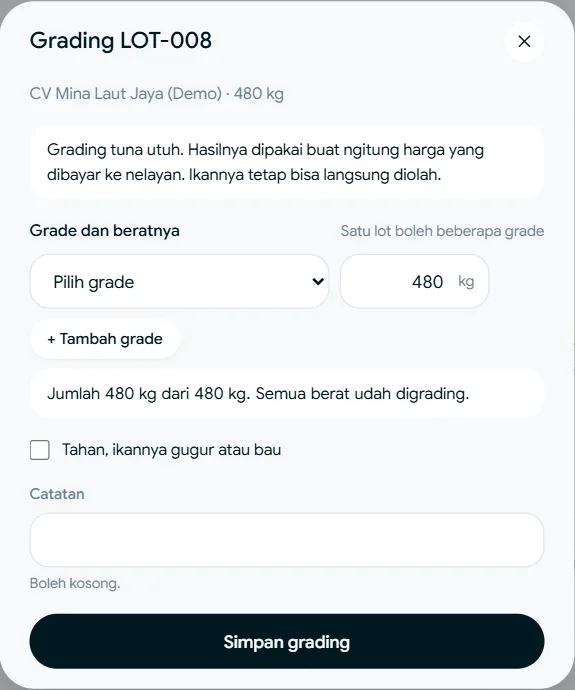 Grading LOT-008
CV Mina Laut Jaya (Demo) · 480 kg
Grading tuna utuh. Hasilnya dipakai buat ngitung harga yang
dibayar ke nelayan. Ikannya tetap bisa langsung diolah.
Grade dan beratnya
Satu lot boleh beberapa grade
Pilih grade
480 kg
+ Tambah grade
Jumlah 480 kg dari 480 kg. Semua berat udah digrading.
Tahan, ikannya gugur atau bau
Catatan
Boleh kosong.
Simpan grading